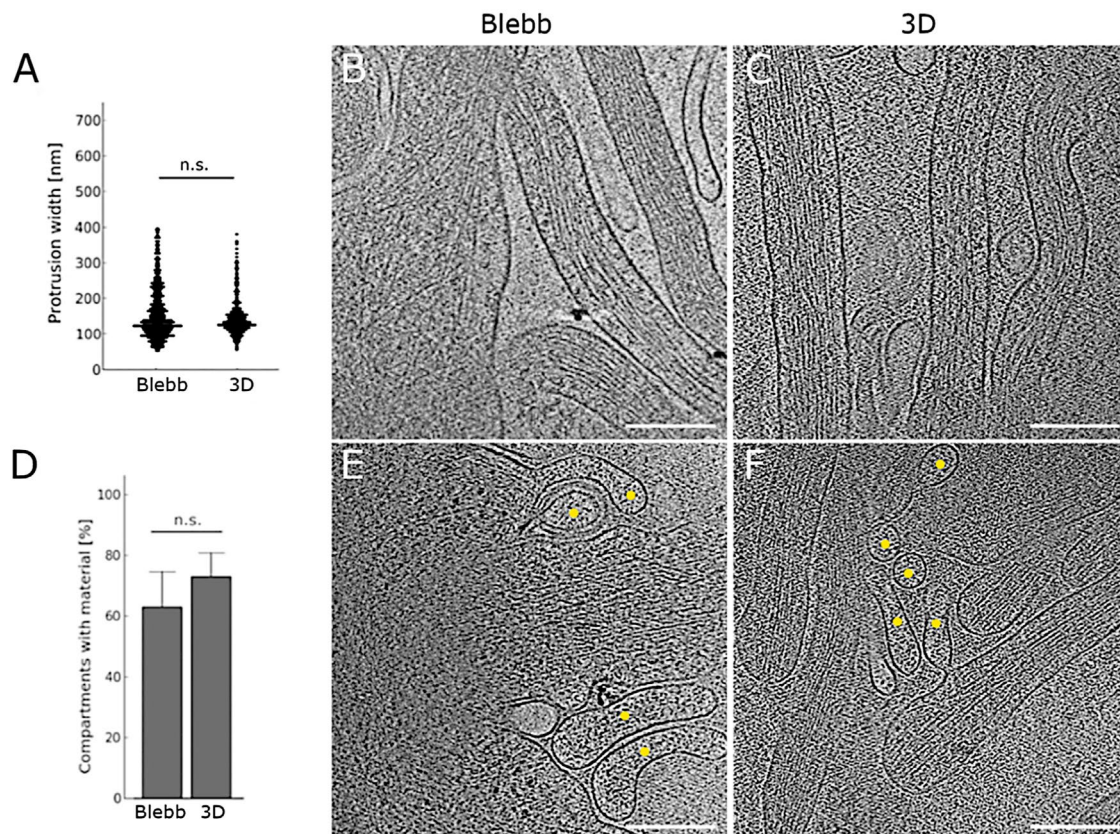 Blebb
3D
A
Protrusion width [nm]
700
600
500
400
300
200
100
0
n.s.
Blebb
3D
B
C
D
Compartments with material [%]
100
80
60
40
20
0
n.s.
Blebb
3D
E
F